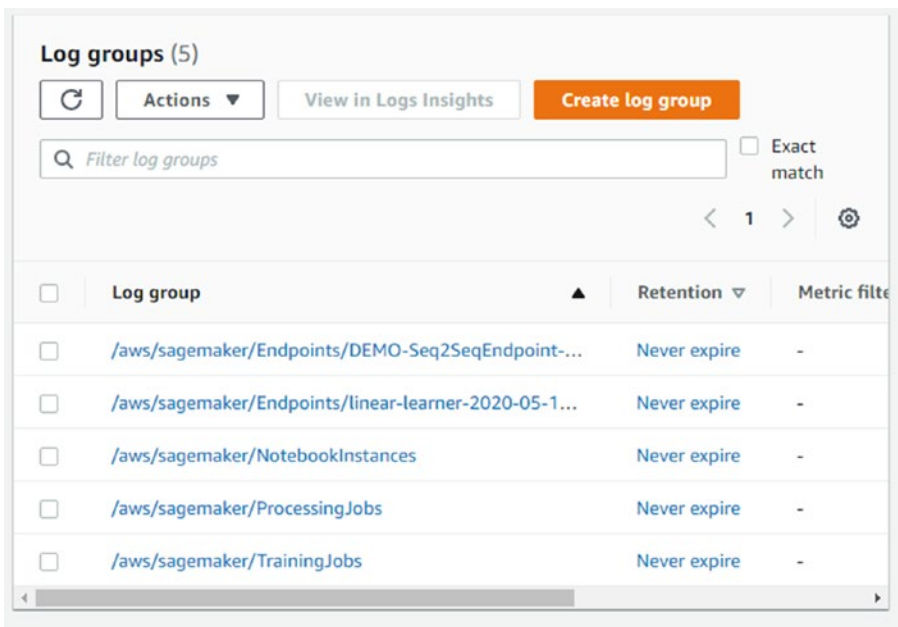 Log groups (5)
Actions ▼ View in Logs Insights Create log group
Filter log groups Exact match
1
Log group ▲ Retention ▽ Metric filte
/aws/sagemaker/Endpoints/DEMO-Seq2SeqEndpoint-... Never expire -
/aws/sagemaker/Endpoints/linear-learner-2020-05-1... Never expire -
/aws/sagemaker/NotebookInstances Never expire -
/aws/sagemaker/ProcessingJobs Never expire -
/aws/sagemaker/TrainingJobs Never expire -